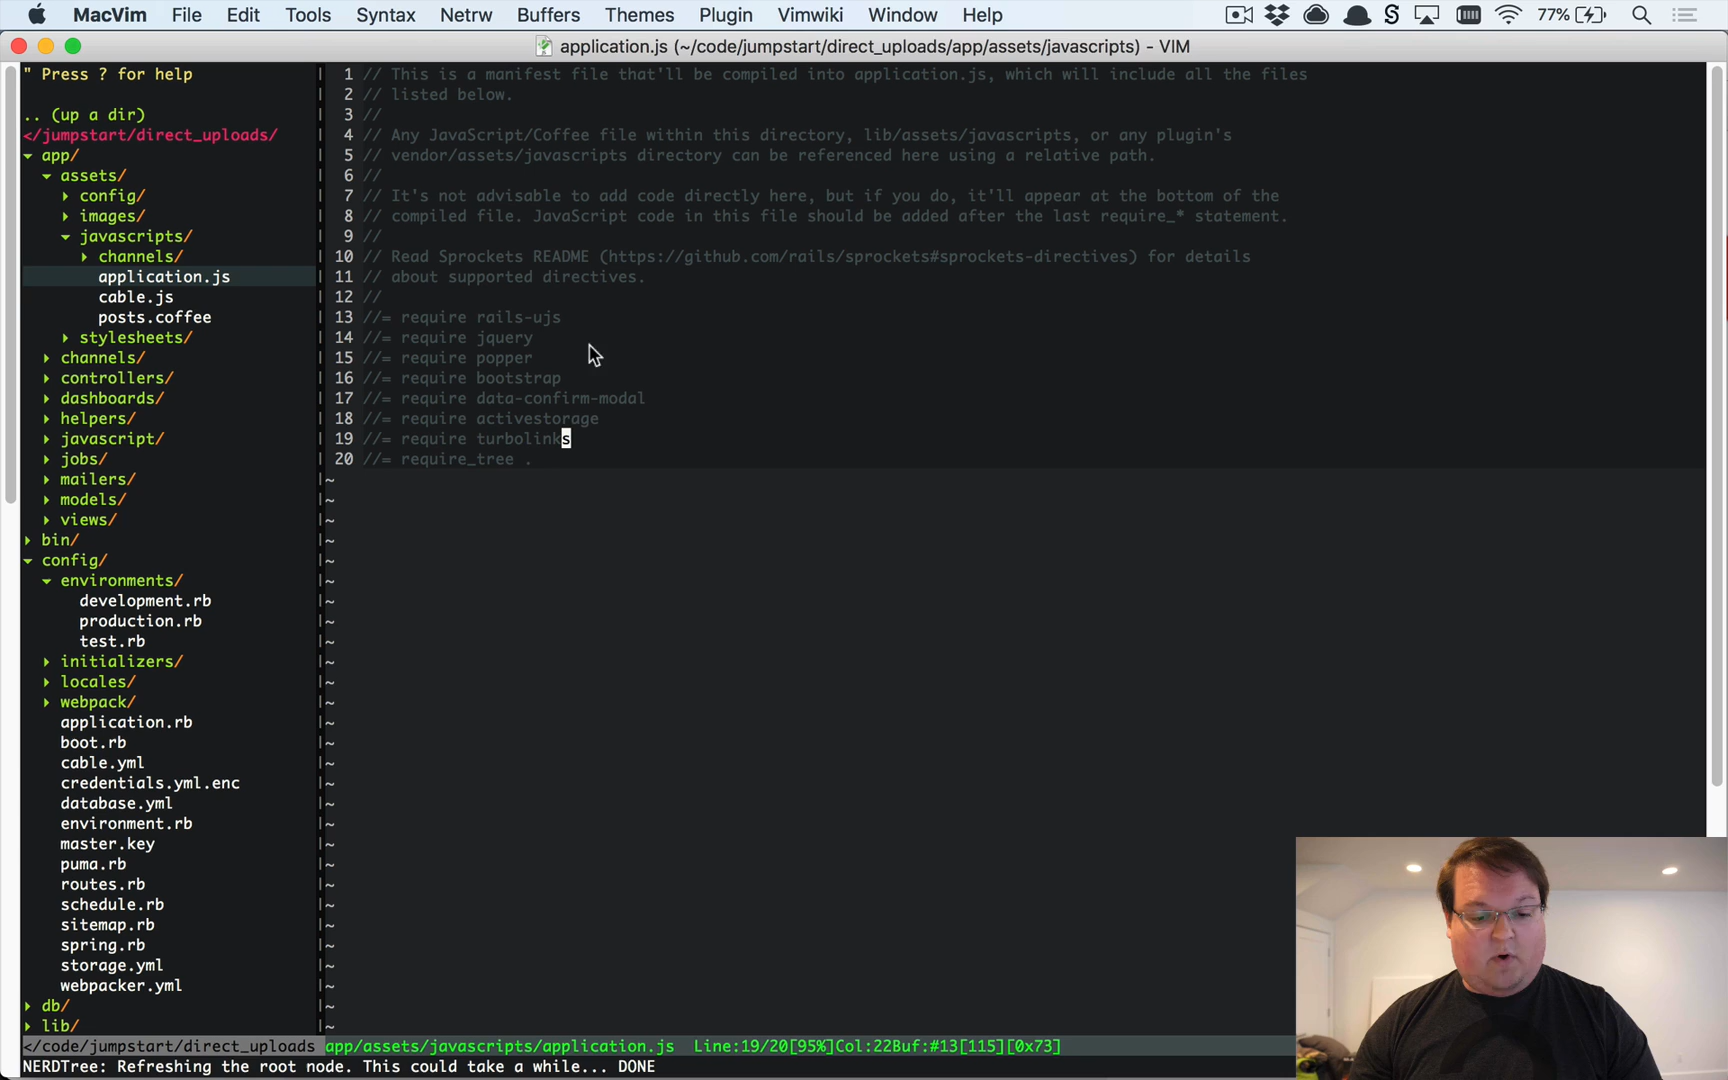 MacVim File Edit Tools Syntax Netrw Buffers Themes Plugin Vimwiki Window Help 77%
application.js (~/code/jumpstart/direct_uploads/app/assets/javascripts) - VIM
" Press ? for help
.. (up a dir)
</jumpstart/direct_uploads/
▾ app/
▾ assets/
▸ config/
▸ images/
▾ javascripts/
▸ channels/
application.js
cable.js
posts.coffee
▸ stylesheets/
▸ channels/
▸ controllers/
▸ dashboards/
▸ helpers/
▸ javascript/
▸ jobs/
▸ mailers/
▸ models/
▸ views/
▸ bin/
▾ config/
▾ environments/
development.rb
production.rb
test.rb
▸ initializers/
▸ locales/
▸ webpack/
application.rb
boot.rb
cable.yml
credentials.yml.enc
database.yml
environment.rb
master.key
puma.rb
routes.rb
schedule.rb
sitemap.rb
spring.rb
storage.yml
webpacker.yml
▸ db/
▸ lib/
1 // This is a manifest file that'll be compiled into application.js, which will include all the files
2 // listed below.
3 //
4 // Any JavaScript/Coffee file within this directory, lib/assets/javascripts, or any plugin's
5 // vendor/assets/javascripts directory can be referenced here using a relative path.
6 //
7 // It's not advisable to add code directly here, but if you do, it'll appear at the bottom of the
8 // compiled file. JavaScript code in this file should be added after the last require_* statement.
9 //
10 // Read Sprockets README (https://github.com/rails/sprockets#sprockets-directives) for details
11 // about supported directives.
12 //
13 //= require rails-ujs
14 //= require jquery
15 //= require popper
16 //= require bootstrap
17 //= require data-confirm-modal
18 //= require activestorage
19 //= require turbolinks
20 //= require_tree .
</code/jumpstart/direct_uploads app/assets/javascripts/application.js Line:19/20[95%]Col:22Buf:#13[115][0x73]
NERDTree: Refreshing the root node. This could take a while... DONE